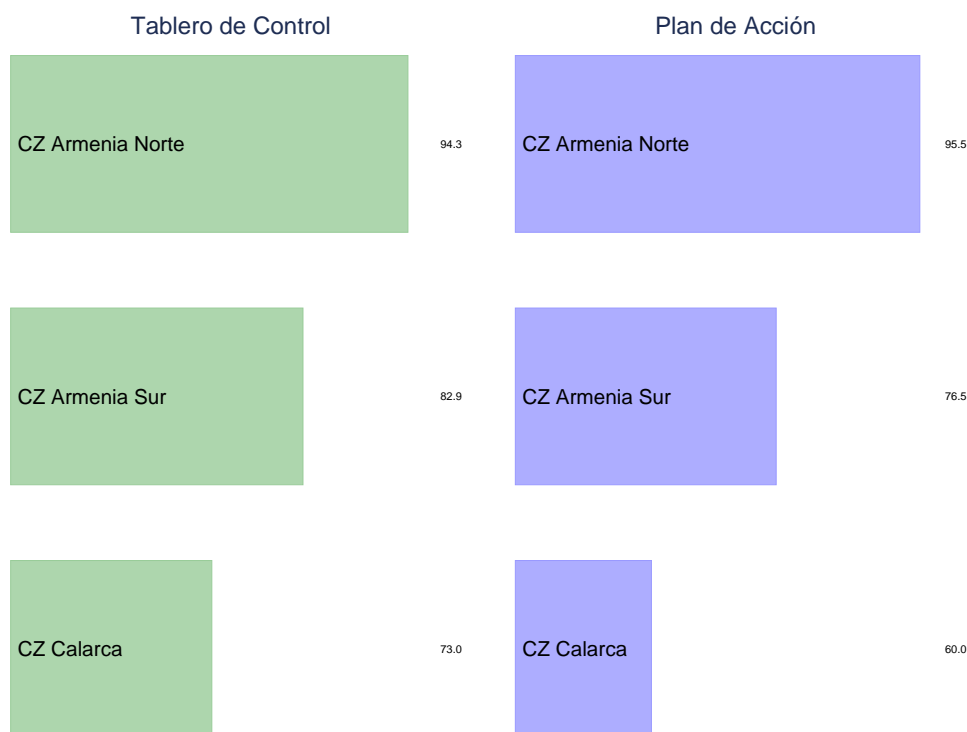 Tablero de Control
CZ Armenia Norte 94.3
CZ Armenia Sur 82.9
CZ Calarca 73.0
Plan de Acción
CZ Armenia Norte 95.5
CZ Armenia Sur 76.5
CZ Calarca 60.0